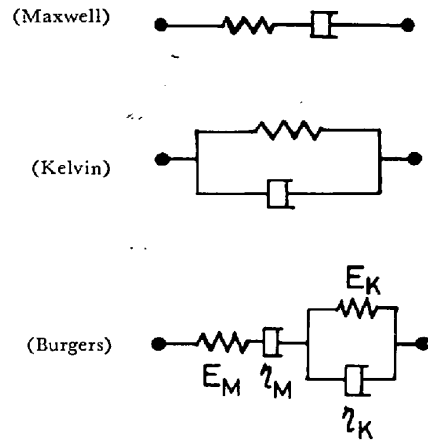 (Maxwell)
(Kelvin)
E_K
(Burgers)
E_M η_M
η_K